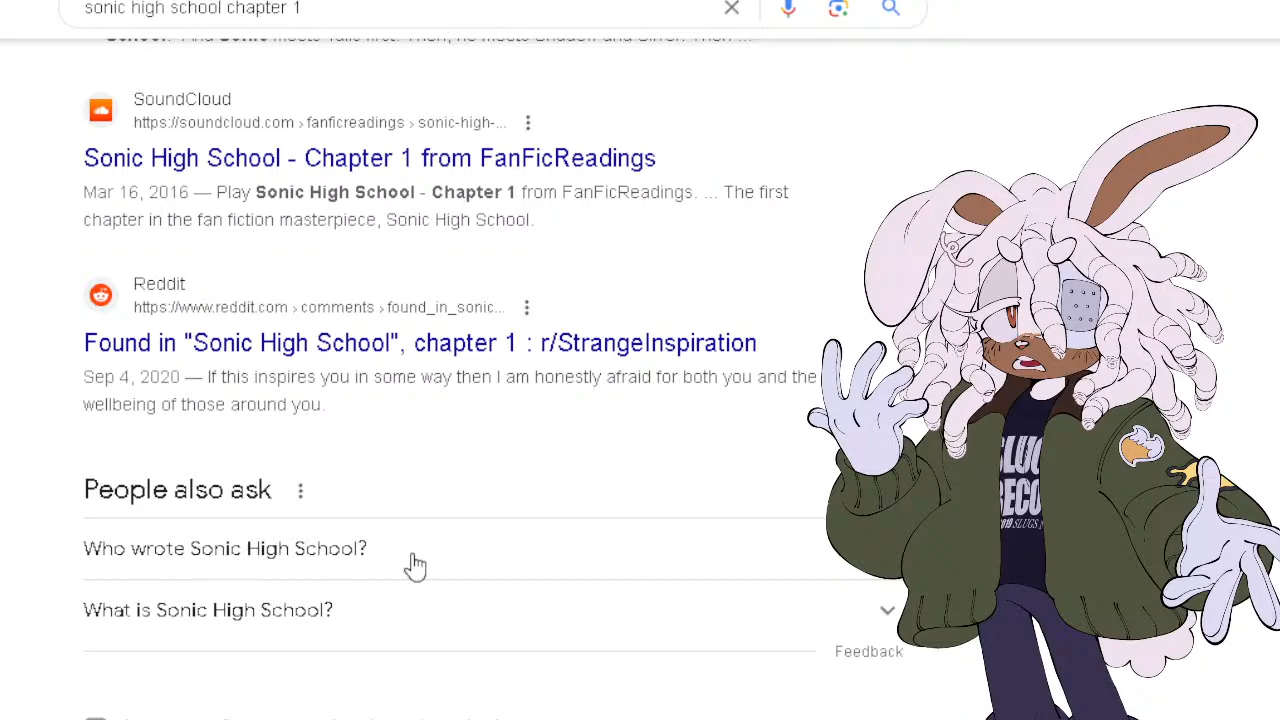 sonic high school chapter 1
SoundCloud
https://soundcloud.com › fanficreadings › sonic-high-...
Sonic High School - Chapter 1 from FanFicReadings
Mar 16, 2016 — Play Sonic High School - Chapter 1 from FanFicReadings. ... The first
chapter in the fan fiction masterpiece, Sonic High School.
Reddit
https://www.reddit.com › comments › found_in_sonic...
Found in "Sonic High School", chapter 1 : r/StrangeInspiration
Sep 4, 2020 — If this inspires you in some way then I am honestly afraid for both you and the
wellbeing of those around you.
People also ask
Who wrote Sonic High School?
What is Sonic High School?
Feedback